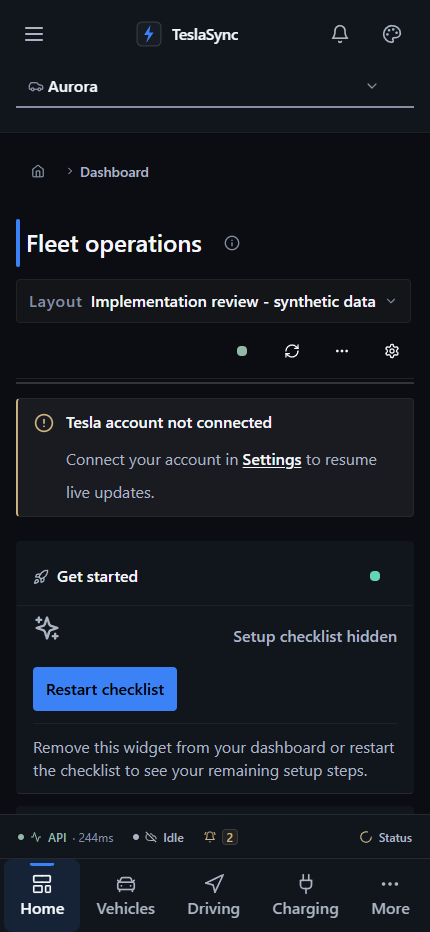 TeslaSync
Aurora
Dashboard
Fleet operations
Layout Implementation review - synthetic data
Tesla account not connected
Connect your account in Settings to resume
live updates.
Get started
Setup checklist hidden
Restart checklist
Remove this widget from your dashboard or restart
the checklist to see your remaining setup steps.
API · 244ms Idle 2 Status
Home Vehicles Driving Charging More